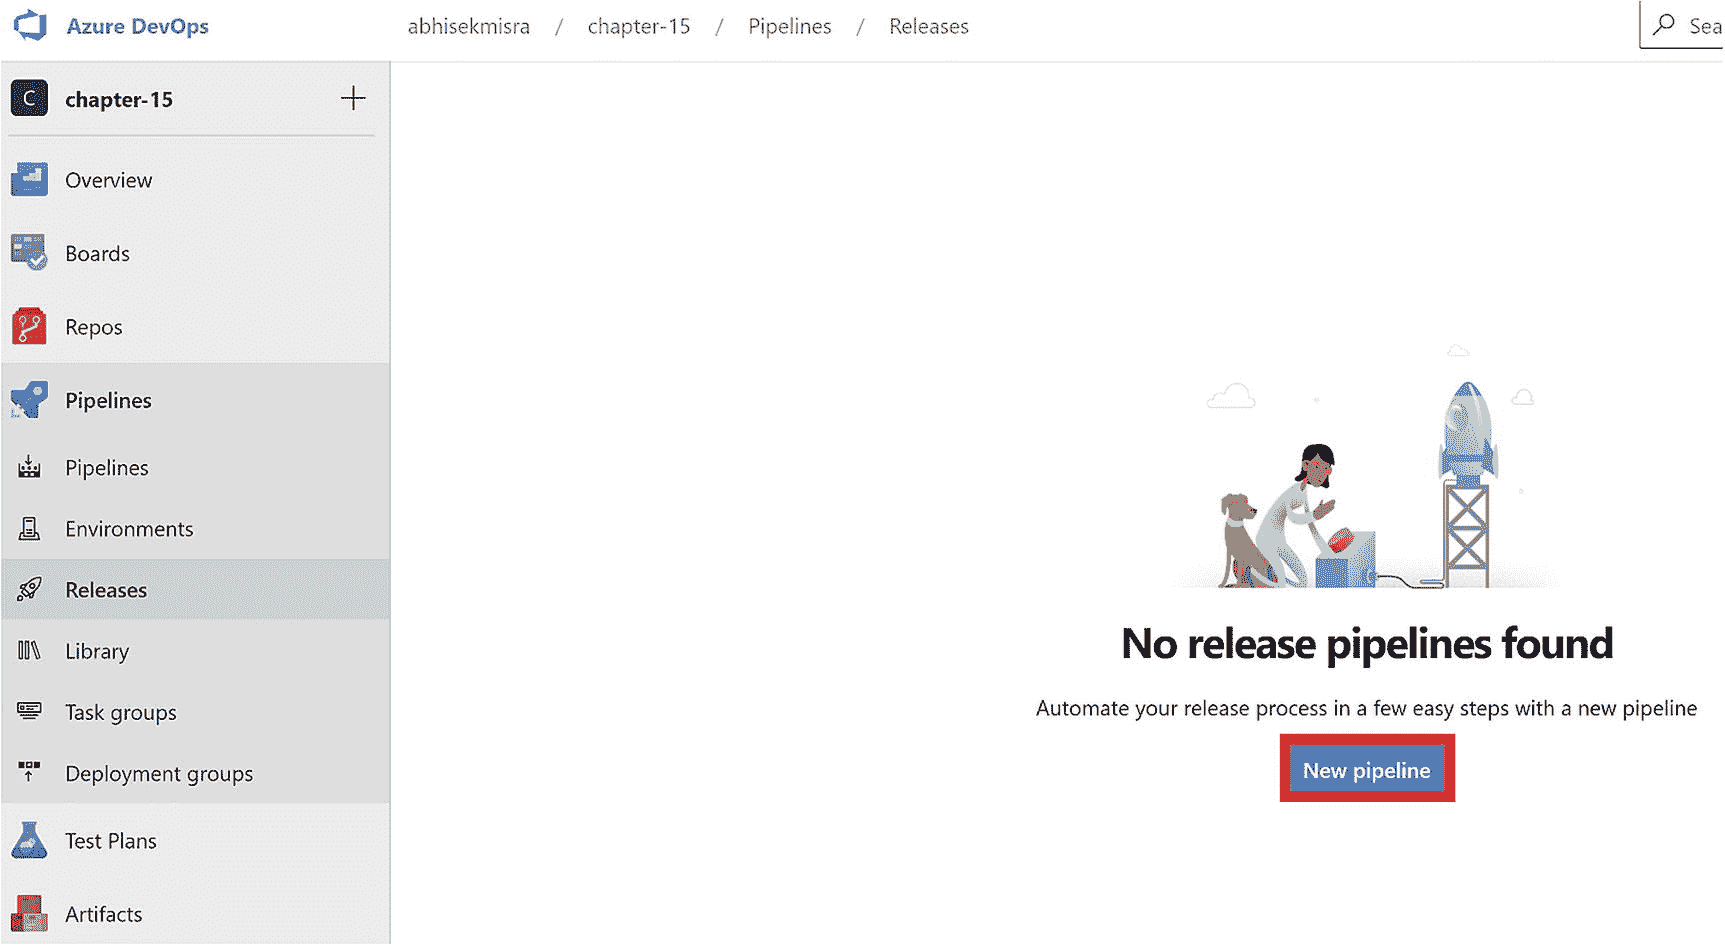 Azure DevOps
abhisekmisra / chapter-15 / Pipelines / Releases
Sea
C chapter-15
Overview
Boards
Repos
Pipelines
Pipelines
Environments
Releases
Library
Task groups
Deployment groups
Test Plans
Artifacts
No release pipelines found
Automate your release process in a few easy steps with a new pipeline
New pipeline